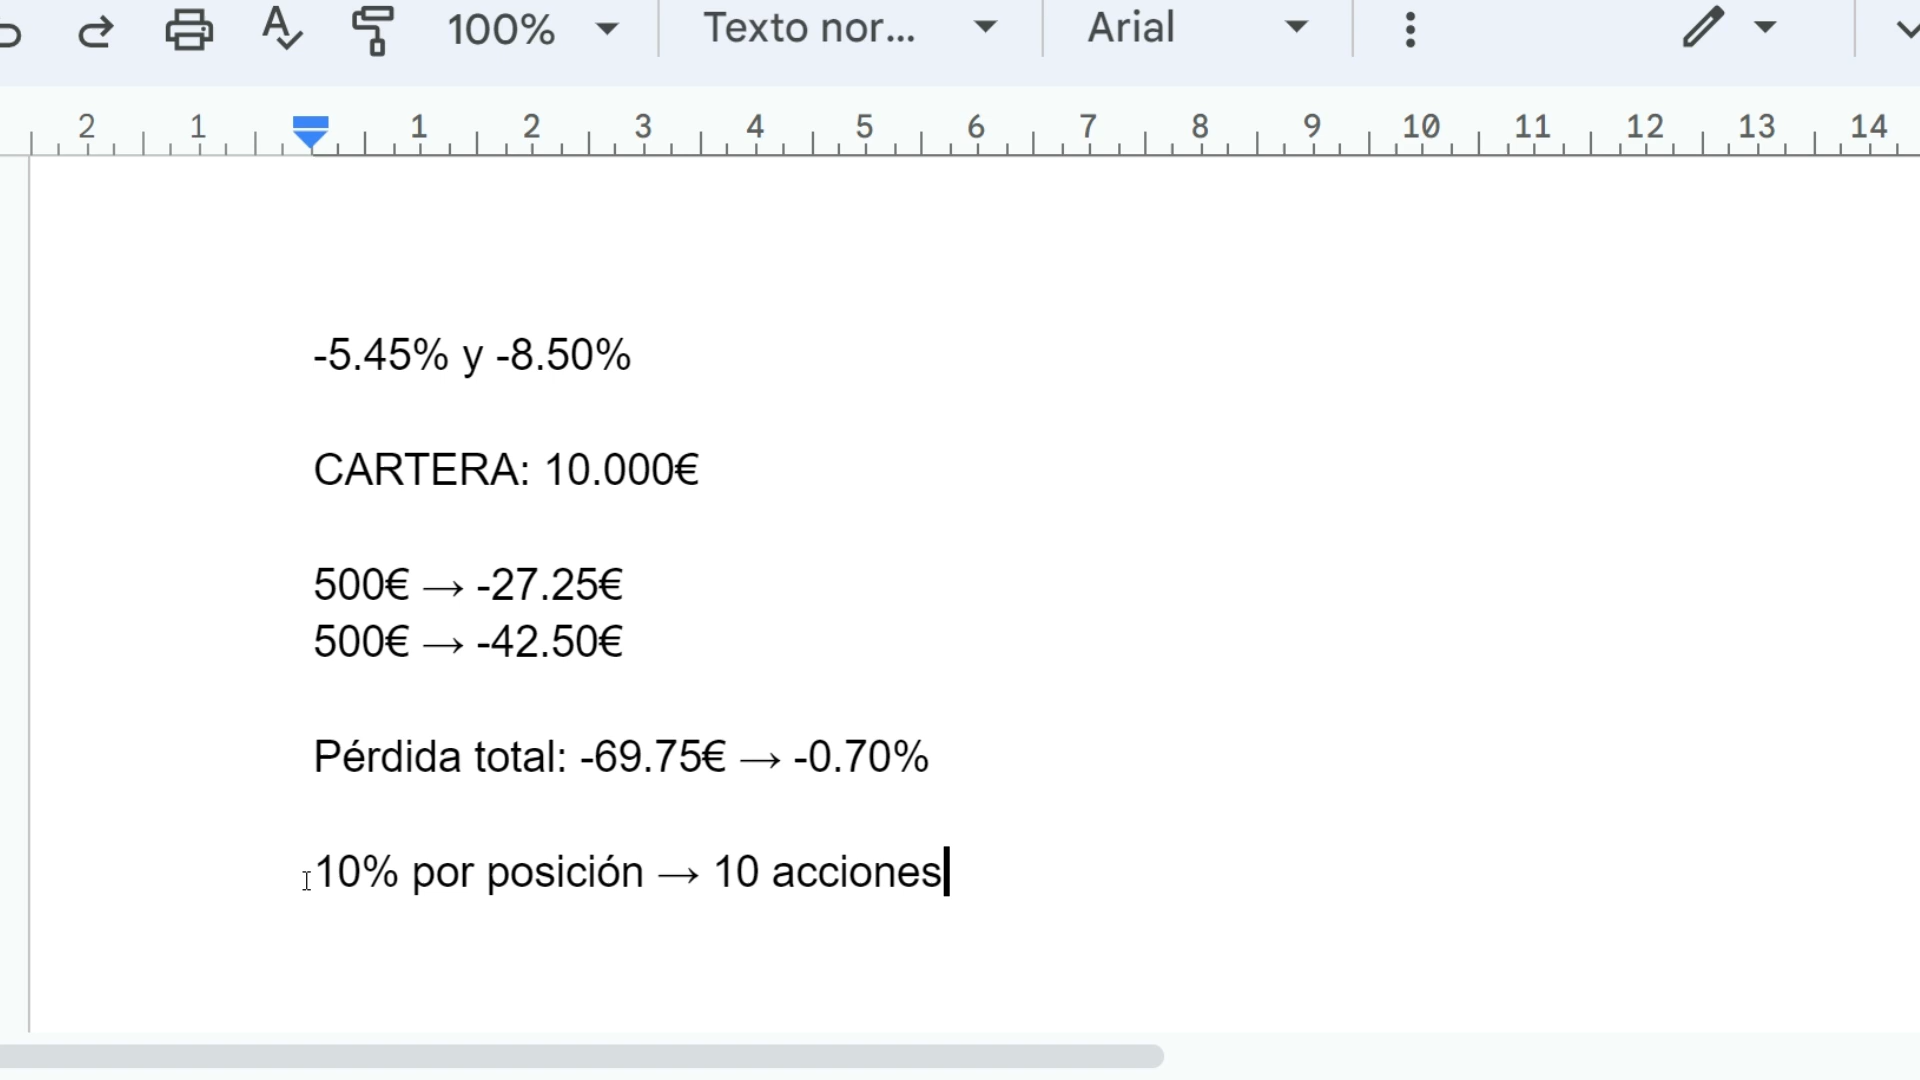 100% Texto nor... Arial
2 1 1 2 3 4 5 6 7 8 9 10 11 12 13 14
-5.45% y -8.50%
CARTERA: 10.000€
500€ → -27.25€
500€ → -42.50€
Pérdida total: -69.75€ → -0.70%
10% por posición → 10 acciones